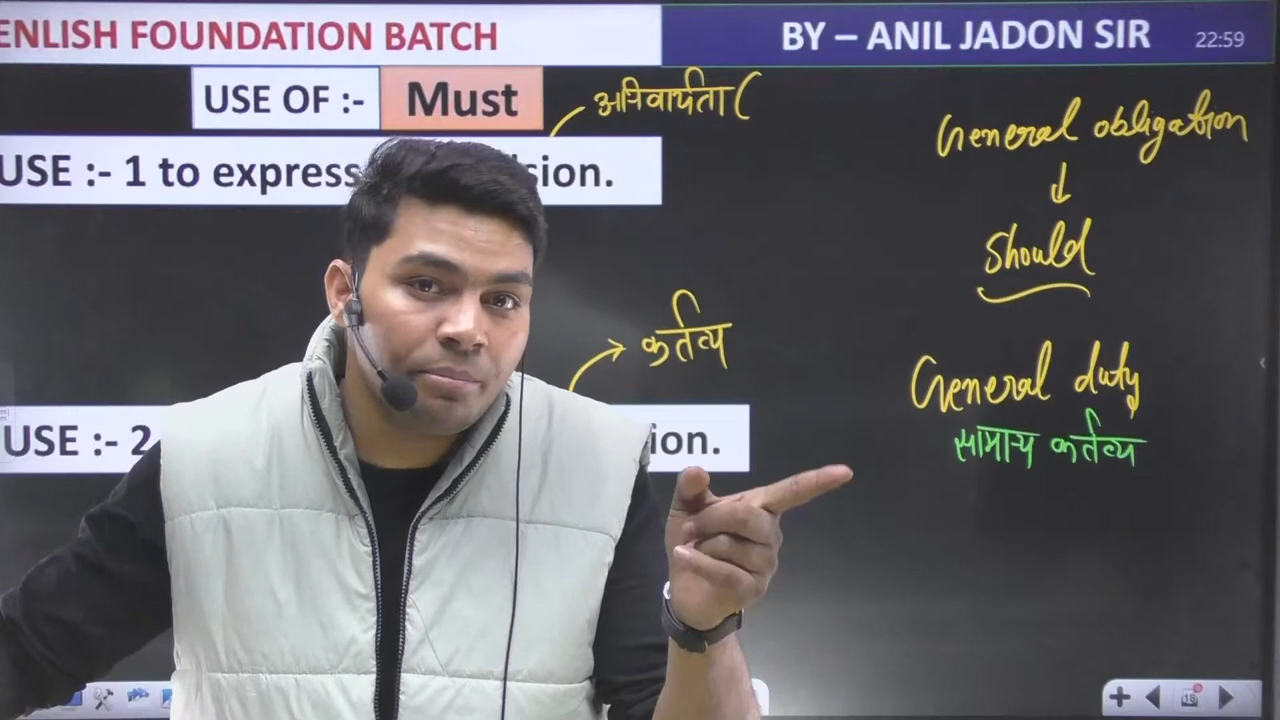 ENLISH FOUNDATION BATCH
BY – ANIL JADON SIR
22:59
USE OF :- Must
अनिवार्यता (
USE :- 1 to express sion.
General obligation
↓
Should
कर्तव्य
General duty
सामान्य कर्तव्य
USE :- 2 ion.
18